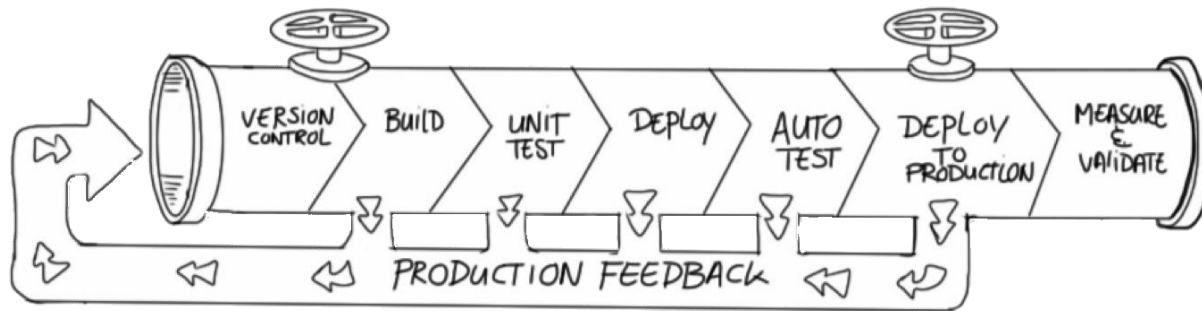 VERSION
CONTROL
BUILD
UNIT
TEST
DEPLOY
AUTO
TEST
DEPLOY
TO
PRODUCTION
MEASURE
&
VALIDATE
PRODUCTION FEEDBACK